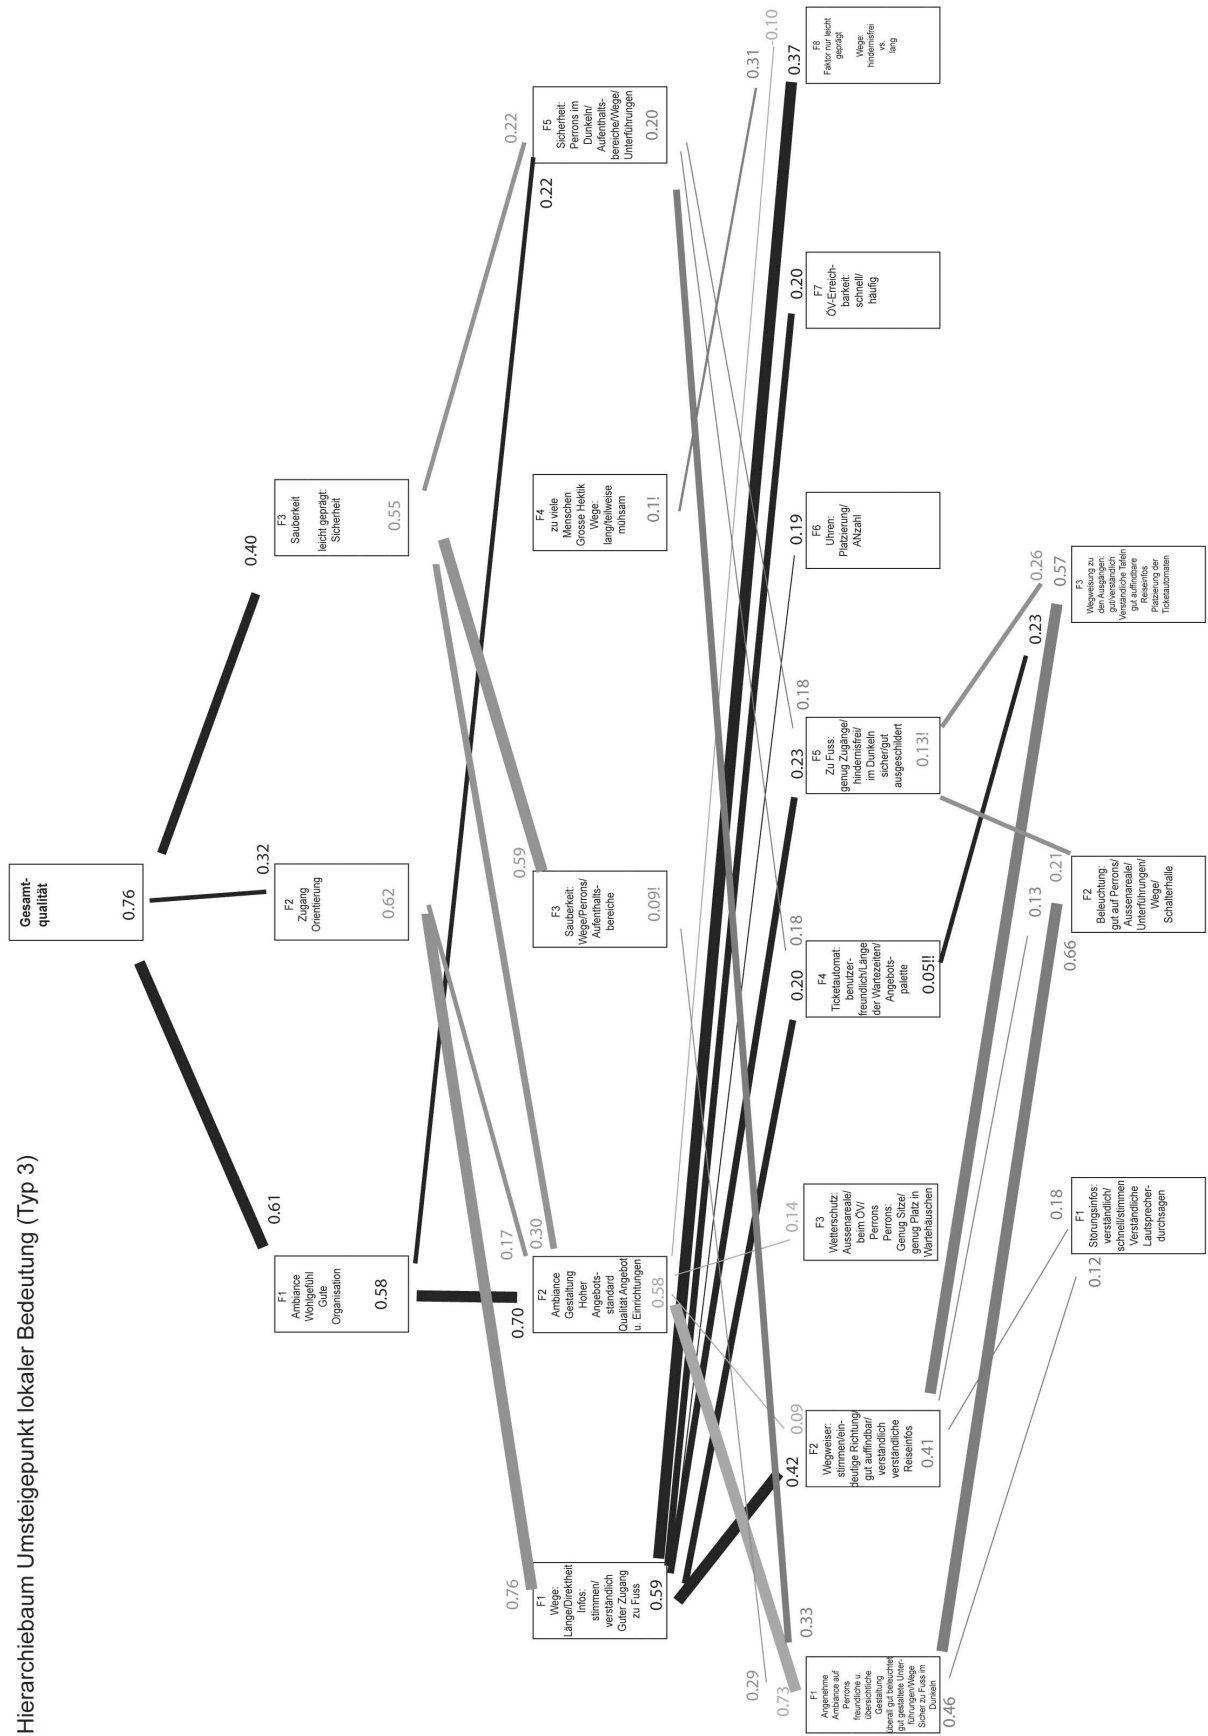 Hierarchiebaum Umsteigepunkt lokaler Bedeutung (Typ 3)
Gesamt-
qualität
0.76
0.61
0.32
0.40
F1
Ambiance
Wohlgefühl
Gute
Organisation
0.58
F2
Zugang
Orientierung
0.62
F3
Sauberkeit
leicht geprägt:
Sicherheit
0.55
0.76
0.70
0.17
0.30
0.59
0.22
0.22
F1
Wege:
Länge/Direktheit
Infos:
stimmen/
verständlich
Guter Zugang
zu Fuss
0.59
F2
Ambiance
Gestaltung
Hoher
Angebots-
standard
Qualität Angebot
u. Einrichtungen
0.58
F3
Sauberkeit:
Wege/Perrons/
Aufenthalts-
bereiche
0.09!
F4
zu viele
Menschen
Grosse Hektik
Wege:
lang/teilweise
mühsam
0.1!
F5
Sicherheit:
Perrons im
Dunkeln/
Aufenthalts-
bereiche/Wege/
Unterführungen
0.20
0.29
0.73
0.33
0.42
0.09
0.14
0.20
0.18
0.23
0.18
0.19
0.20
0.31
-0.10
0.37
F1
Angenehme
Ambiance auf
Perrons
freundliche u.
übersichtliche
Gestaltung
überall gut beleuchtet
gut gestaltete Unter-
führungen/Wege
Sicher zu Fuss im
Dunkeln
0.46
F2
Wegweiser:
stimmen/ein-
deutige Richtung/
gut auffindbar/
verständlich
verständliche
Reiseinfos
0.41
F3
Wetterschutz:
Aussenareale/
beim ÖV/
Perrons
Perrons:
Genug Sitze/
genug Platz in
Wartehäuschen
F4
Ticketautomat:
benutzer-
freundlich/Länge
der Wartezeiten/
Angebots-
palette
0.05!!
F5
Zu Fuss:
genug Zugänge/
hindernisfrei/
im Dunkeln
sicher/gut
ausgeschildert
0.13!
F6
Uhren:
Platzierung/
ANzahl
F7
ÖV-Erreich-
barkeit:
schnell/
häufig
F8
Faktor nur leicht
geprägt
Wege:
hindernisfrei
vs.
lang
0.12
0.18
0.66
0.21
0.13
0.23
0.26
0.57
F1
Störungsinfos:
verständlich/
schnell/stimmen
Verständliche
Lautsprecher-
durchsagen
F2
Beleuchtung:
gut auf Perrons/
Aussenareale/
Unterführungen/
Wege/
Schalterhalle
F3
Wegweisung zu
den Ausgängen:
gut/verständlich
Verständliche Tafeln
gut auffindbare
Reiseinfos
Platzierung der
Ticketautomaten